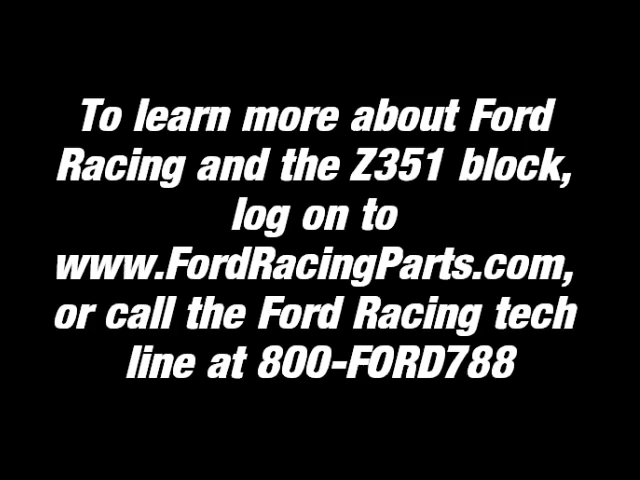 To learn more about Ford
Racing and the Z351 block,
log on to
www.FordRacingParts.com,
or call the Ford Racing tech
line at 800-FORD788